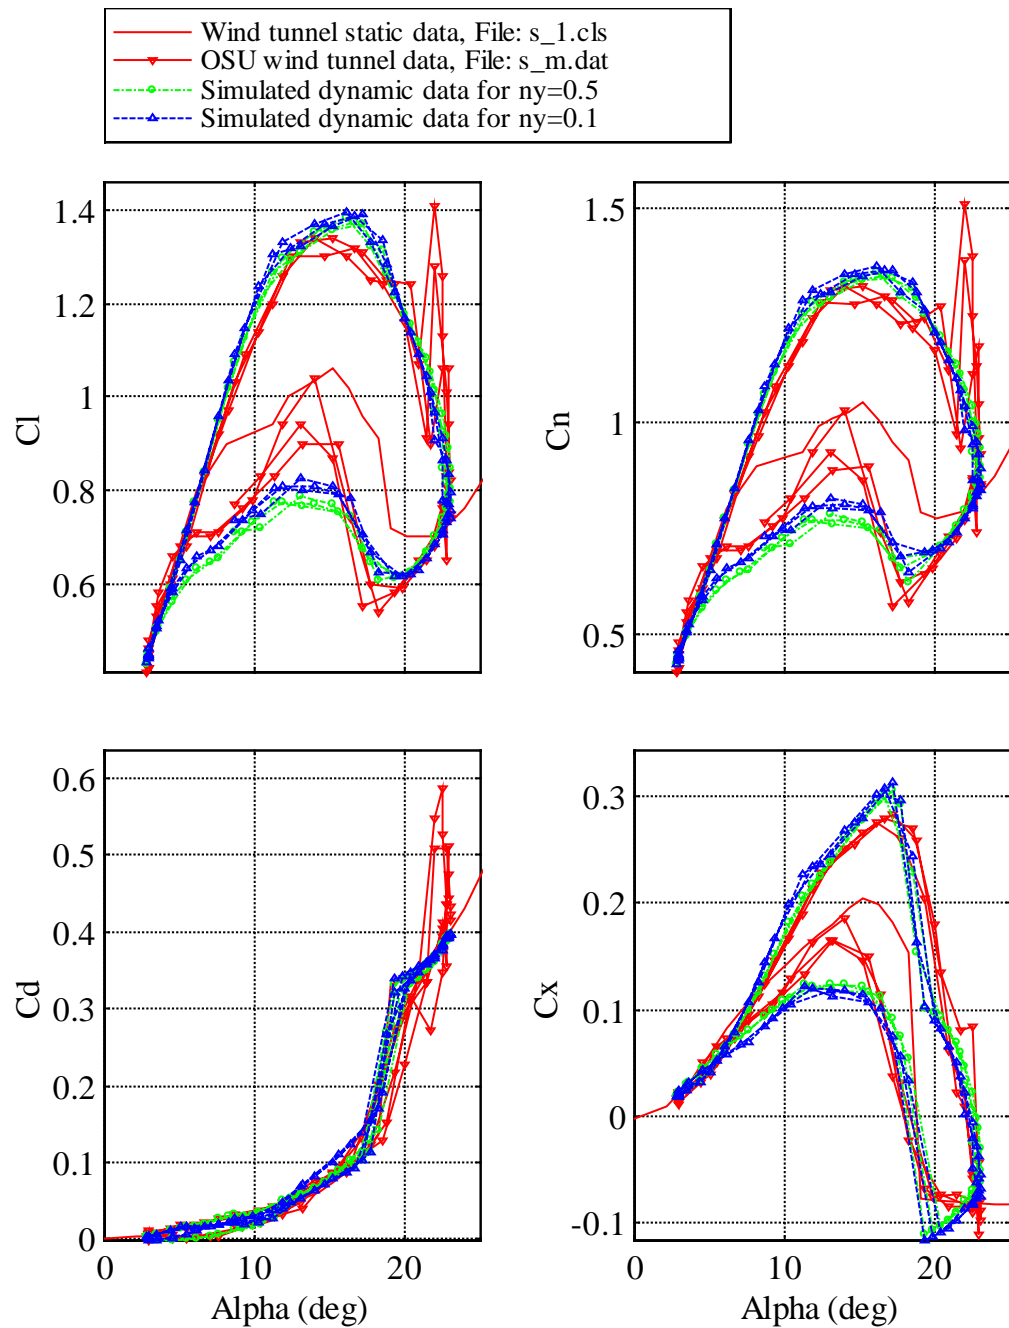 Wind tunnel static data, File: s_1.cls
OSU wind tunnel data, File: s_m.dat
Simulated dynamic data for ny=0.5
Simulated dynamic data for ny=0.1
Cl
1.4
1.2
1
0.8
0.6
Cn
1.5
1
0.5
Cd
0.6
0.5
0.4
0.3
0.2
0.1
0
0 10 20
Alpha (deg)
Cx
0.3
0.2
0.1
0
-0.1
0 10 20
Alpha (deg)